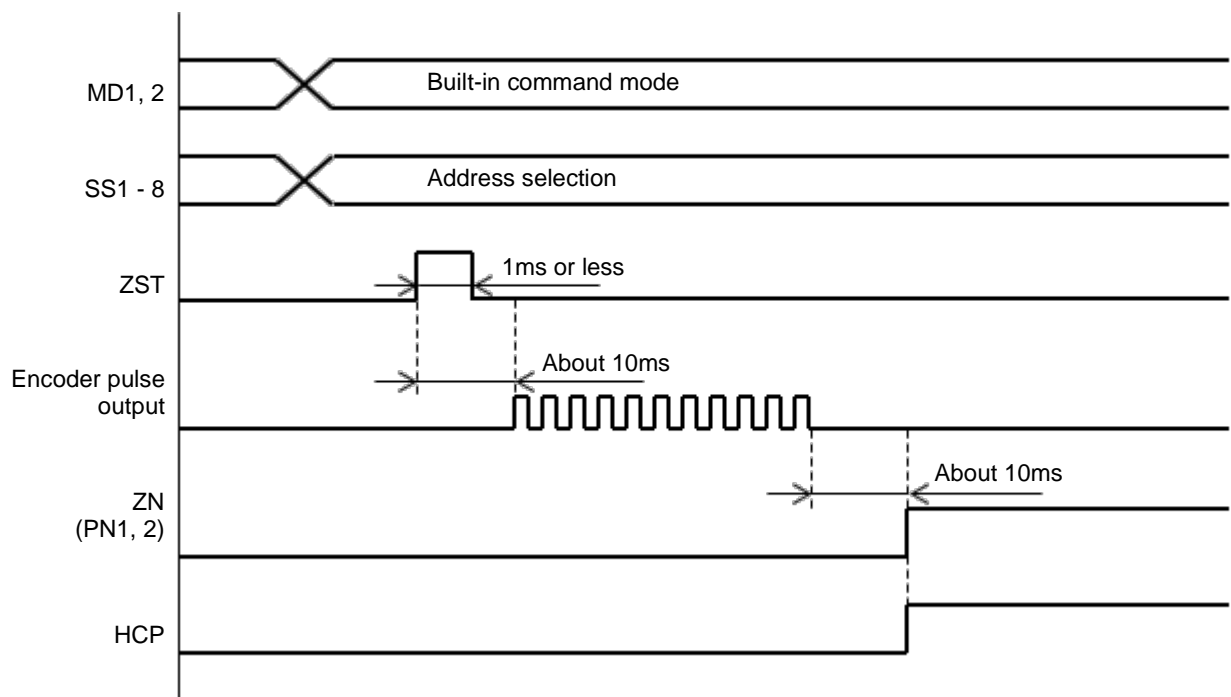 MD1, 2
Built-in command mode
SS1 - 8
Address selection
ZST
1ms or less
Encoder pulse
output
About 10ms
ZN
(PN1, 2)
About 10ms
HCP